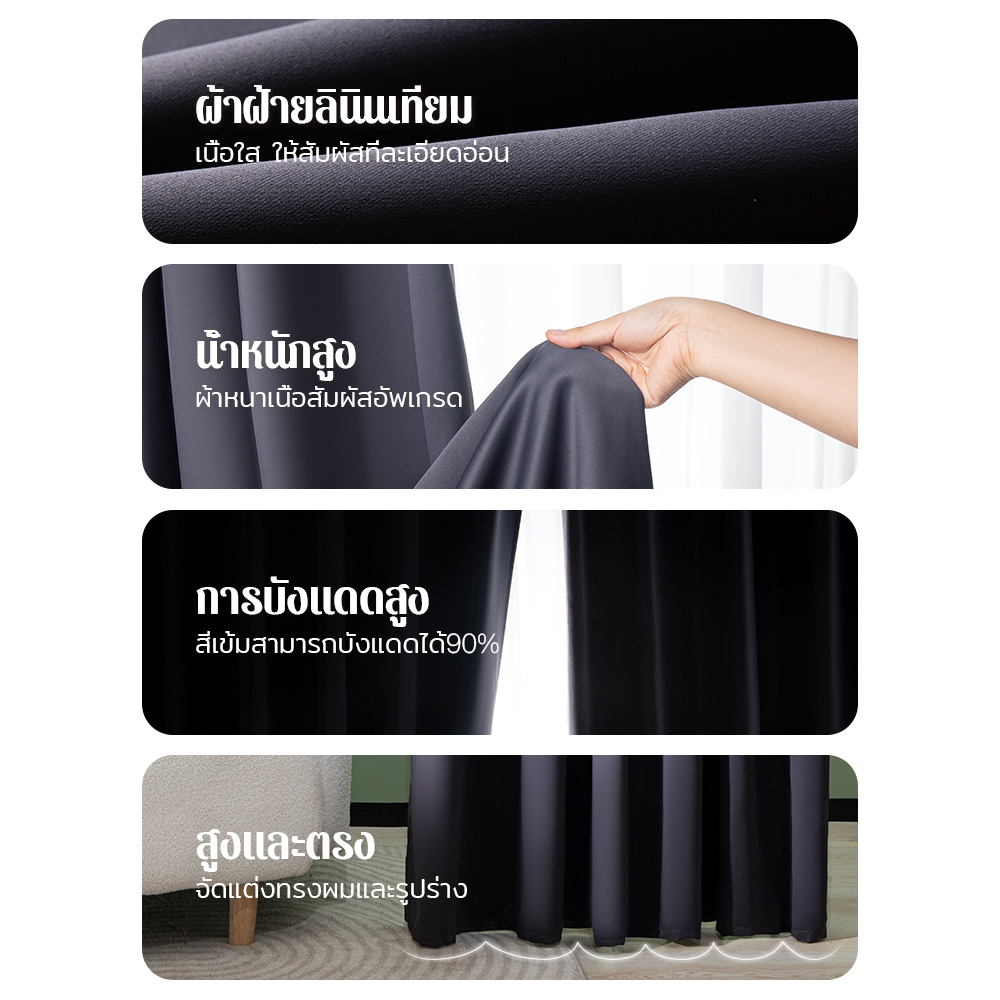 ผ้าฝ้ายลินินเทียม
เนื้อใส ให้สัมผัสที่ละเอียดอ่อน
น้ำหนักสูง
ผ้าหนาเนื้อสัมผัสอัพเกรด
การบังแดดสูง
สีเข้มสามารถบังแดดได้90%
สูงและตรง
จัดแต่งทรงผมและรูปร่าง